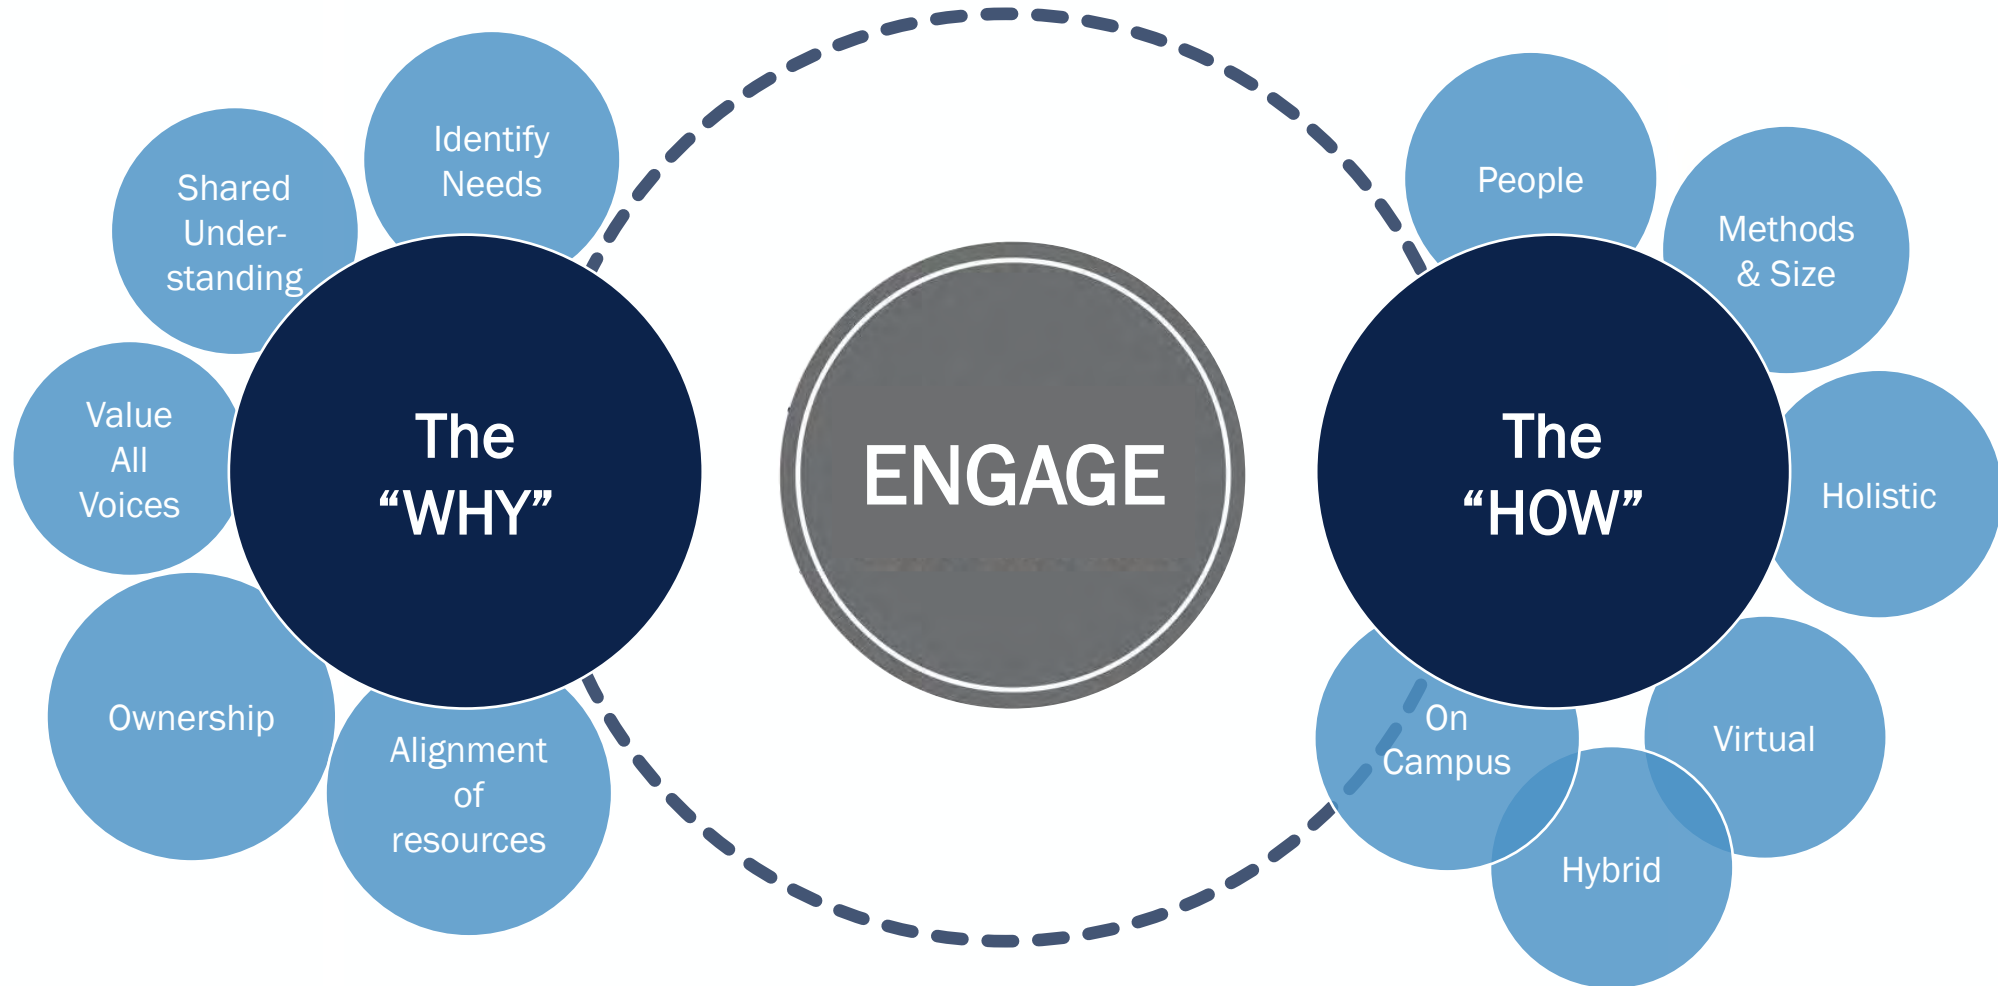 Identify
Needs
Shared
Under-
standing
Value
All
Voices
Ownership
Alignment
of
resources
The
“WHY”
ENGAGE
The
“HOW”
People
Methods
& Size
Holistic
Virtual
On
Campus
Hybrid